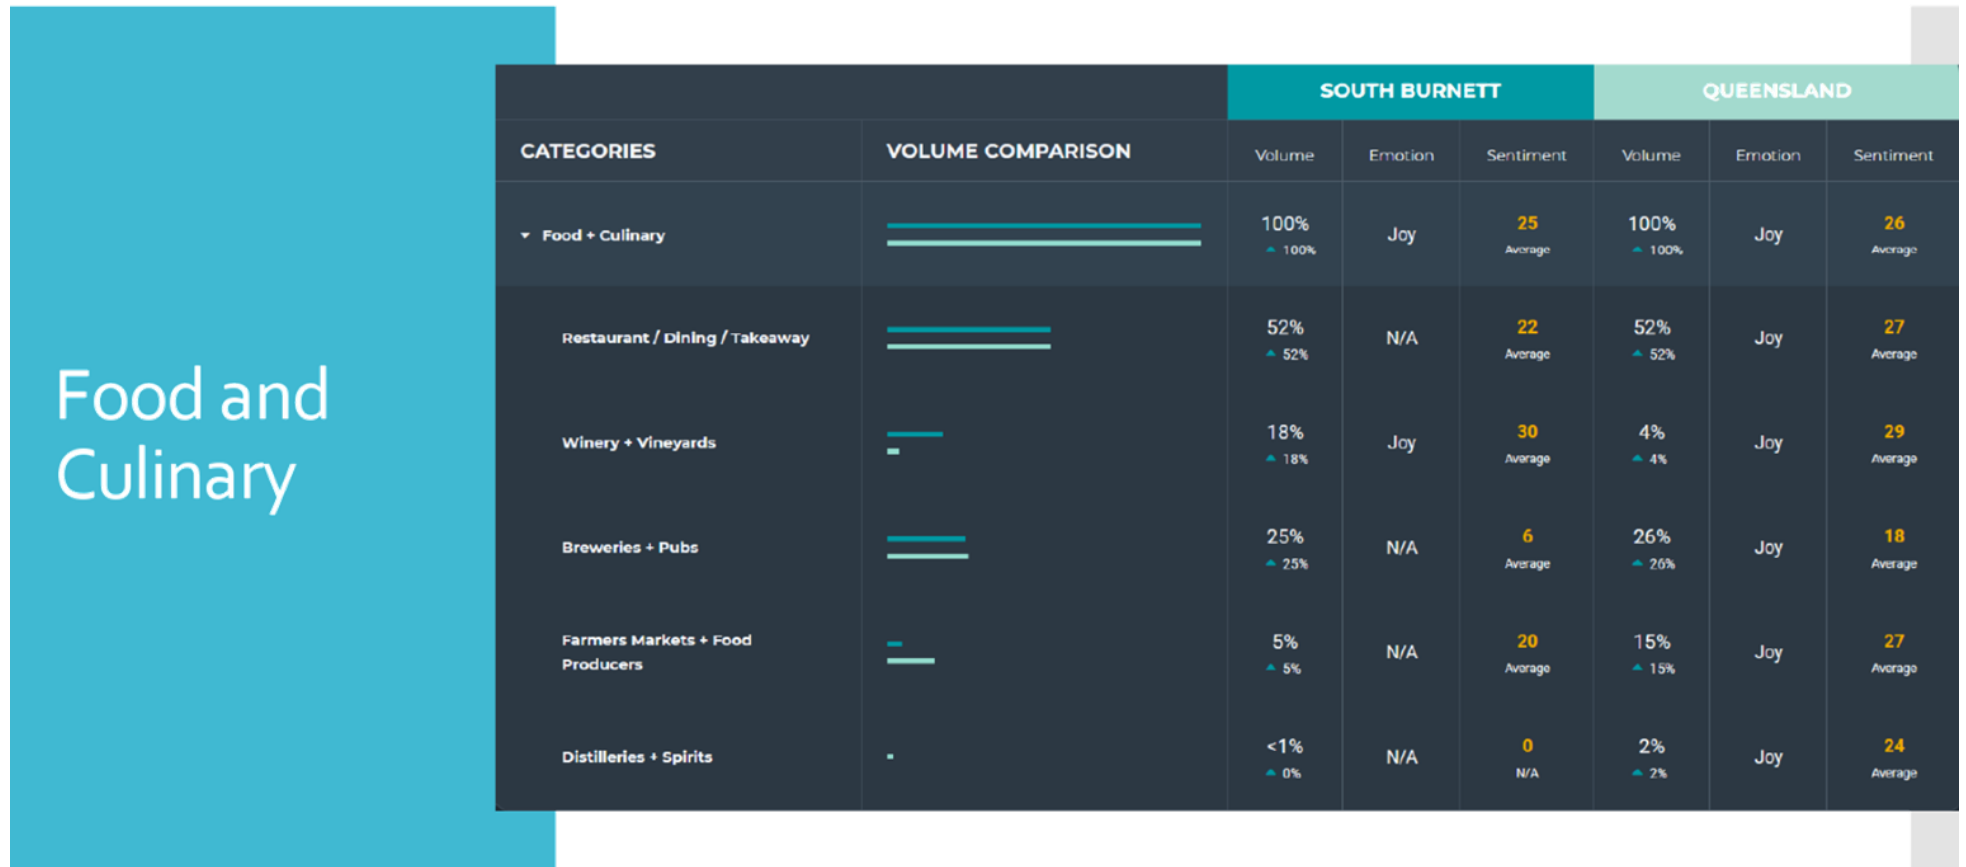 Food and
Culinary
SOUTH BURNETT QUEENSLAND
CATEGORIES VOLUME COMPARISON Volume Emotion Sentiment Volume Emotion Sentiment
Food + Culinary 100% Joy 25 100% Joy 26
100% Average 100% Average
Restaurant / Dining / Takeaway 52% N/A 22 52% Joy 27
52% Average 52% Average
Winery + Vineyards 18% Joy 30 4% Joy 29
18% Average 4% Average
Breweries + Pubs 25% N/A 6 26% Joy 18
25% Average 26% Average
Farmers Markets + Food
Producers 5% N/A 20 15% Joy 27
5% Average 15% Average
Distilleries + Spirits <1% N/A 0 2% Joy 24
0% N/A 2% Average